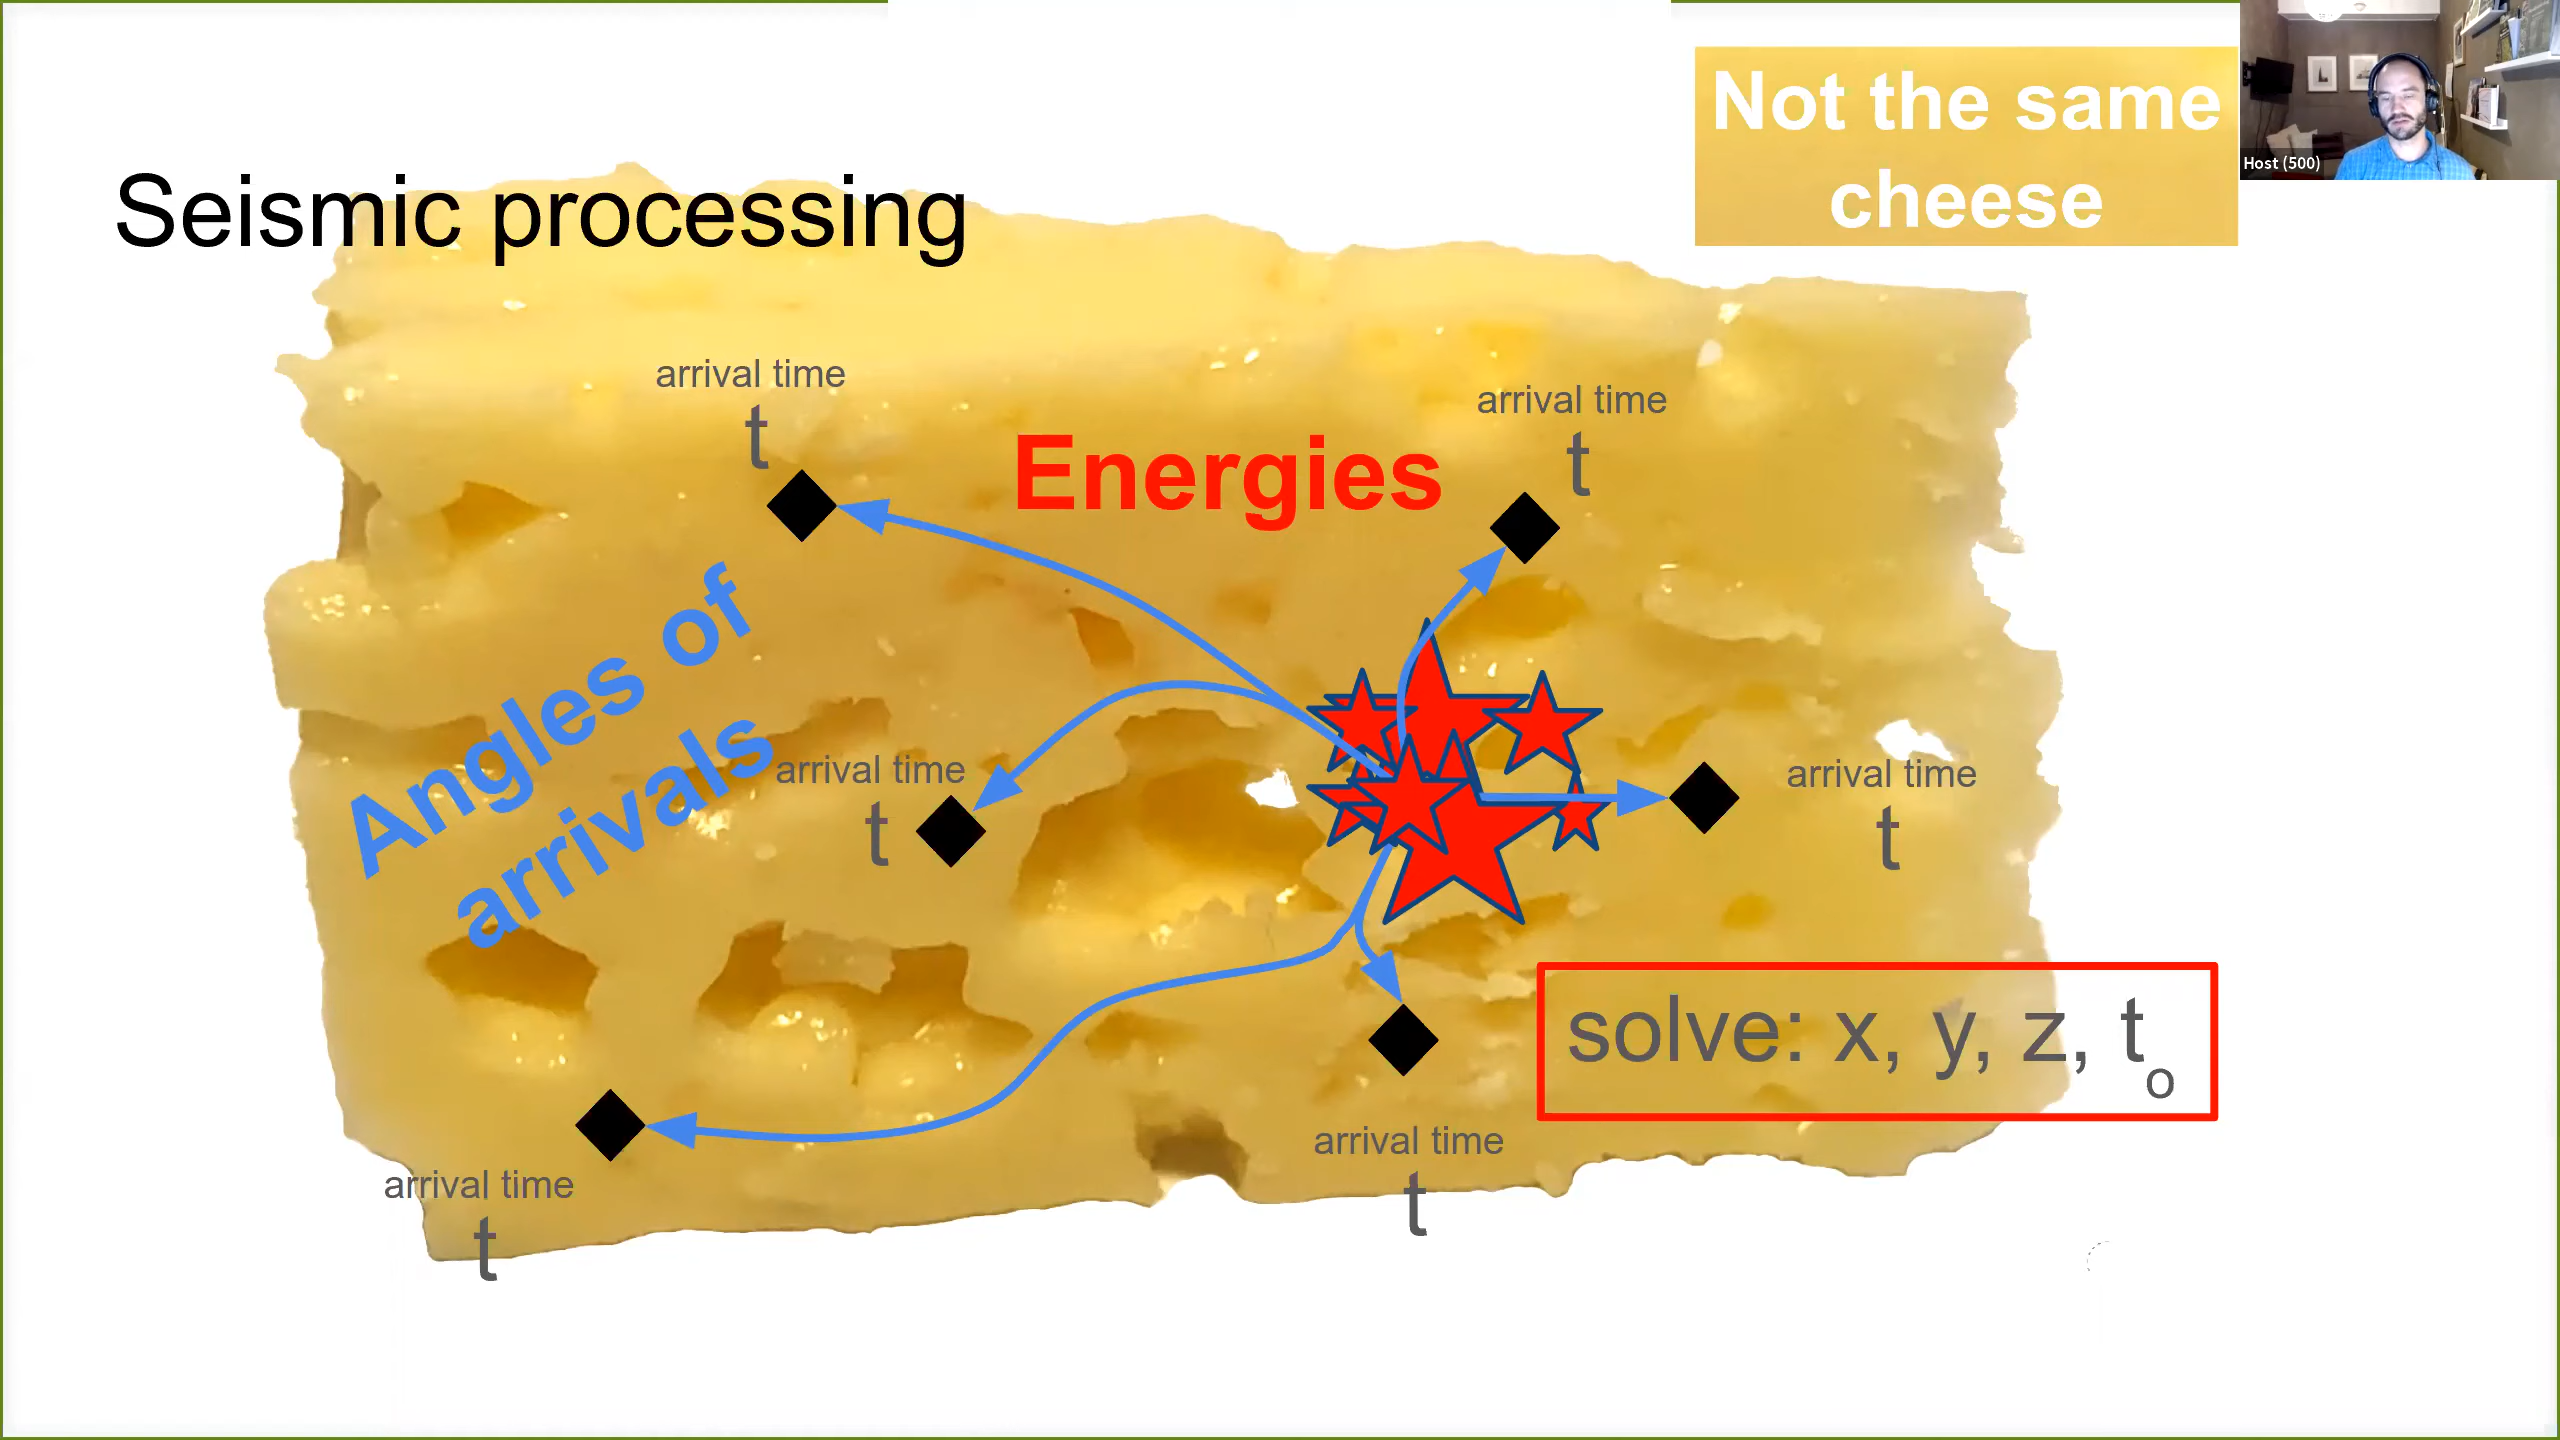 Not the same
cheese
Host (500)
Seismic processing
arrival time
t
arrival time
t
Energies
Angles of
arrivals
arrival time
t
arrival time
t
solve: x, y, z, to
arrival time
t
arrival time
t